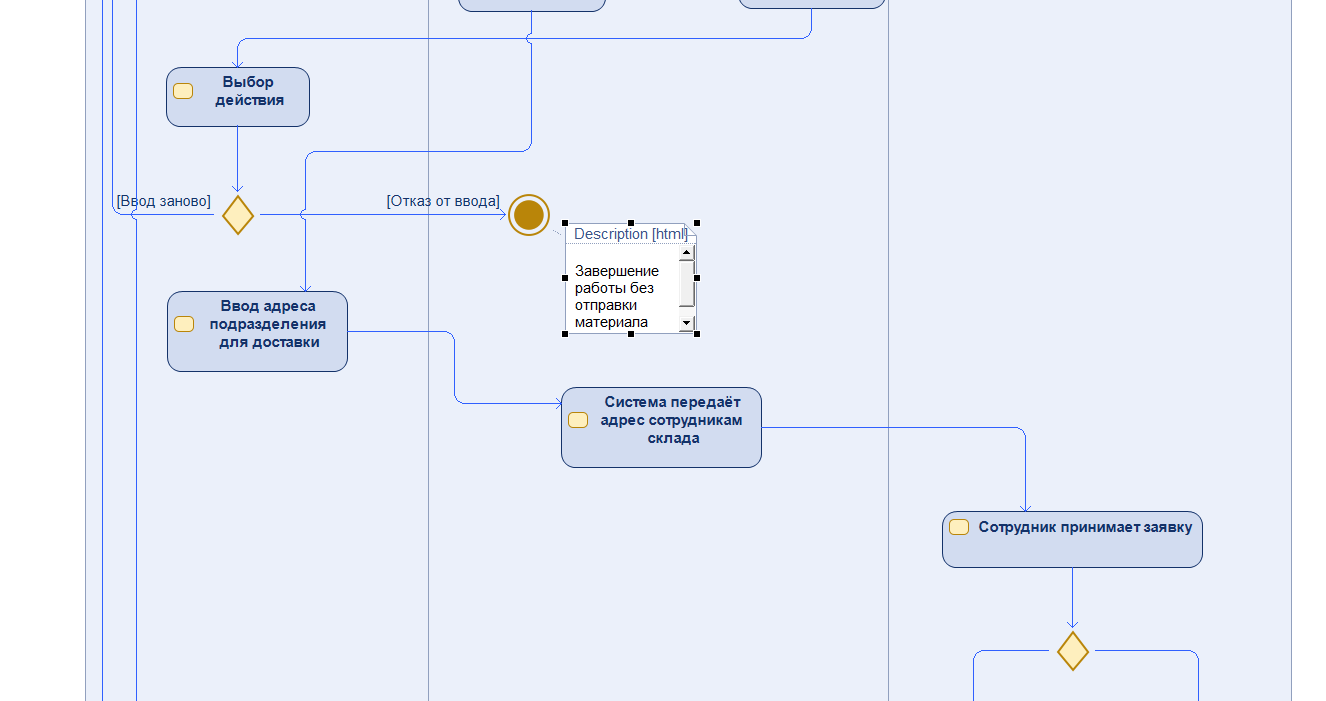 Выбор
действия
[Ввод заново]
[Отказ от ввода]
Description [html]
Завершение
работы без
отправки
материала
Ввод адреса
подразделения
для доставки
Система передаёт
адрес сотрудникам
склада
Сотрудник принимает заявку